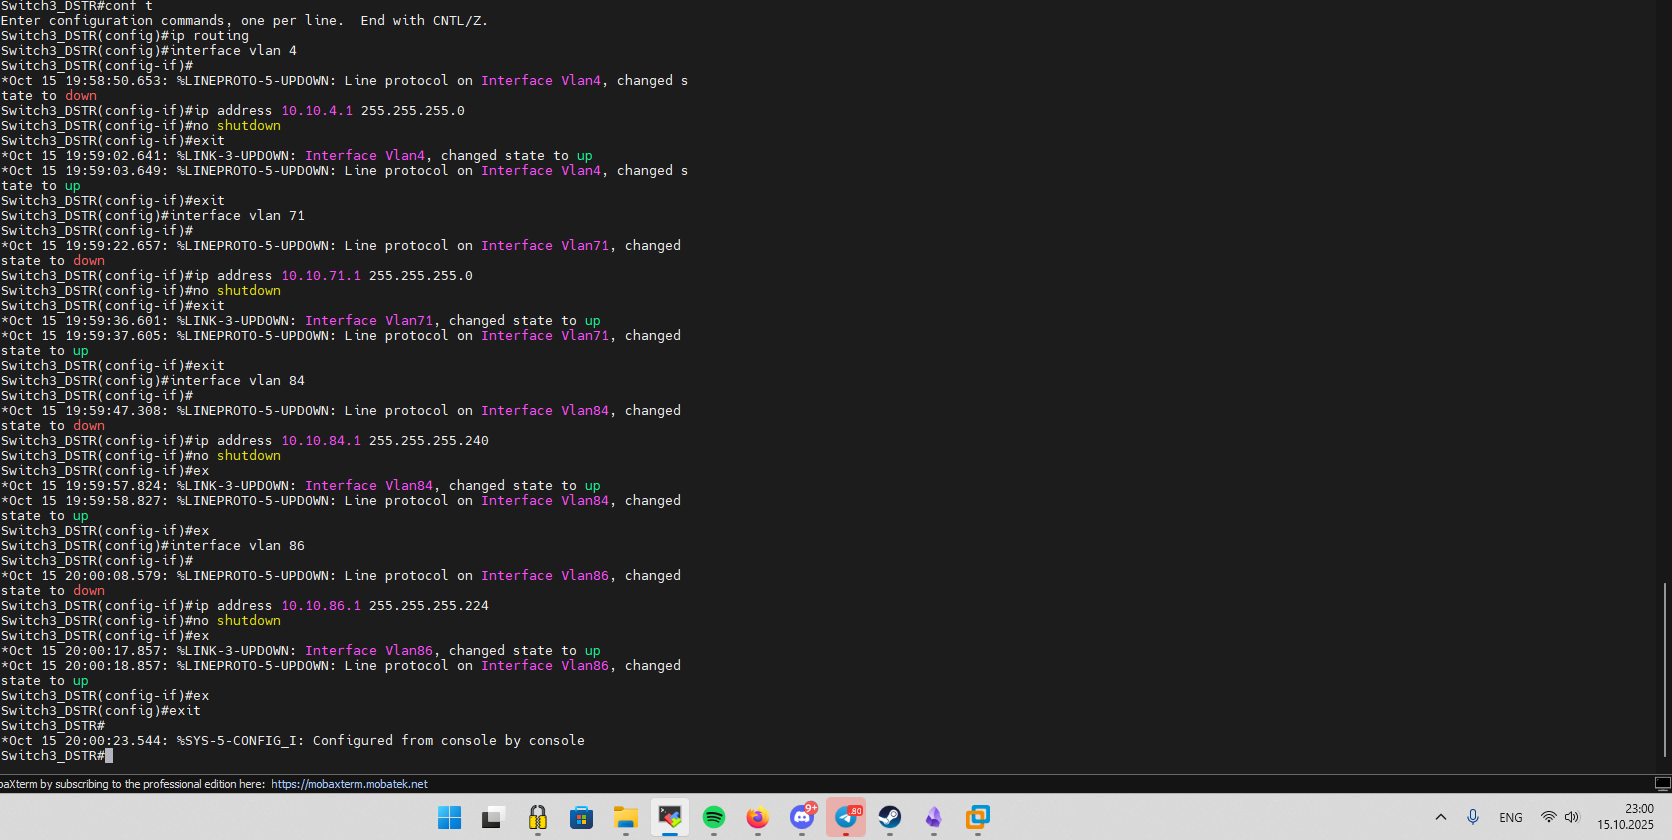 Switch3_DSTR#conf t
Enter configuration commands, one per line.  End with CNTL/Z.
Switch3_DSTR(config)#ip routing
Switch3_DSTR(config)#interface vlan 4
Switch3_DSTR(config-if)#
*Oct 15 19:58:50.653: %LINEPROTO-5-UPDOWN: Line protocol on Interface Vlan4, changed s
tate to down
Switch3_DSTR(config-if)#ip address 10.10.4.1 255.255.255.0
Switch3_DSTR(config-if)#no shutdown
Switch3_DSTR(config-if)#exit
*Oct 15 19:59:02.641: %LINK-3-UPDOWN: Interface Vlan4, changed state to up
*Oct 15 19:59:03.649: %LINEPROTO-5-UPDOWN: Line protocol on Interface Vlan4, changed s
tate to up
Switch3_DSTR(config-if)#exit
Switch3_DSTR(config)#interface vlan 71
Switch3_DSTR(config-if)#
*Oct 15 19:59:22.657: %LINEPROTO-5-UPDOWN: Line protocol on Interface Vlan71, changed
state to down
Switch3_DSTR(config-if)#ip address 10.10.71.1 255.255.255.0
Switch3_DSTR(config-if)#no shutdown
Switch3_DSTR(config-if)#exit
*Oct 15 19:59:36.601: %LINK-3-UPDOWN: Interface Vlan71, changed state to up
*Oct 15 19:59:37.605: %LINEPROTO-5-UPDOWN: Line protocol on Interface Vlan71, changed
state to up
Switch3_DSTR(config-if)#exit
Switch3_DSTR(config)#interface vlan 84
Switch3_DSTR(config-if)#
*Oct 15 19:59:47.308: %LINEPROTO-5-UPDOWN: Line protocol on Interface Vlan84, changed
state to down
Switch3_DSTR(config-if)#ip address 10.10.84.1 255.255.255.240
Switch3_DSTR(config-if)#no shutdown
Switch3_DSTR(config-if)#ex
*Oct 15 19:59:57.824: %LINK-3-UPDOWN: Interface Vlan84, changed state to up
*Oct 15 19:59:58.827: %LINEPROTO-5-UPDOWN: Line protocol on Interface Vlan84, changed
state to up
Switch3_DSTR(config-if)#ex
Switch3_DSTR(config)#interface vlan 86
Switch3_DSTR(config-if)#
*Oct 15 20:00:08.579: %LINEPROTO-5-UPDOWN: Line protocol on Interface Vlan86, changed
state to down
Switch3_DSTR(config-if)#ip address 10.10.86.1 255.255.255.224
Switch3_DSTR(config-if)#no shutdown
Switch3_DSTR(config-if)#ex
*Oct 15 20:00:17.857: %LINK-3-UPDOWN: Interface Vlan86, changed state to up
*Oct 15 20:00:18.857: %LINEPROTO-5-UPDOWN: Line protocol on Interface Vlan86, changed
state to up
Switch3_DSTR(config-if)#ex
Switch3_DSTR(config)#exit
Switch3_DSTR#
*Oct 15 20:00:23.544: %SYS-5-CONFIG_I: Configured from console by console
Switch3_DSTR#
baXterm by subscribing to the professional edition here: https://mobaxterm.mobatek.net
9+
.80
ENG
23:00
15.10.2025